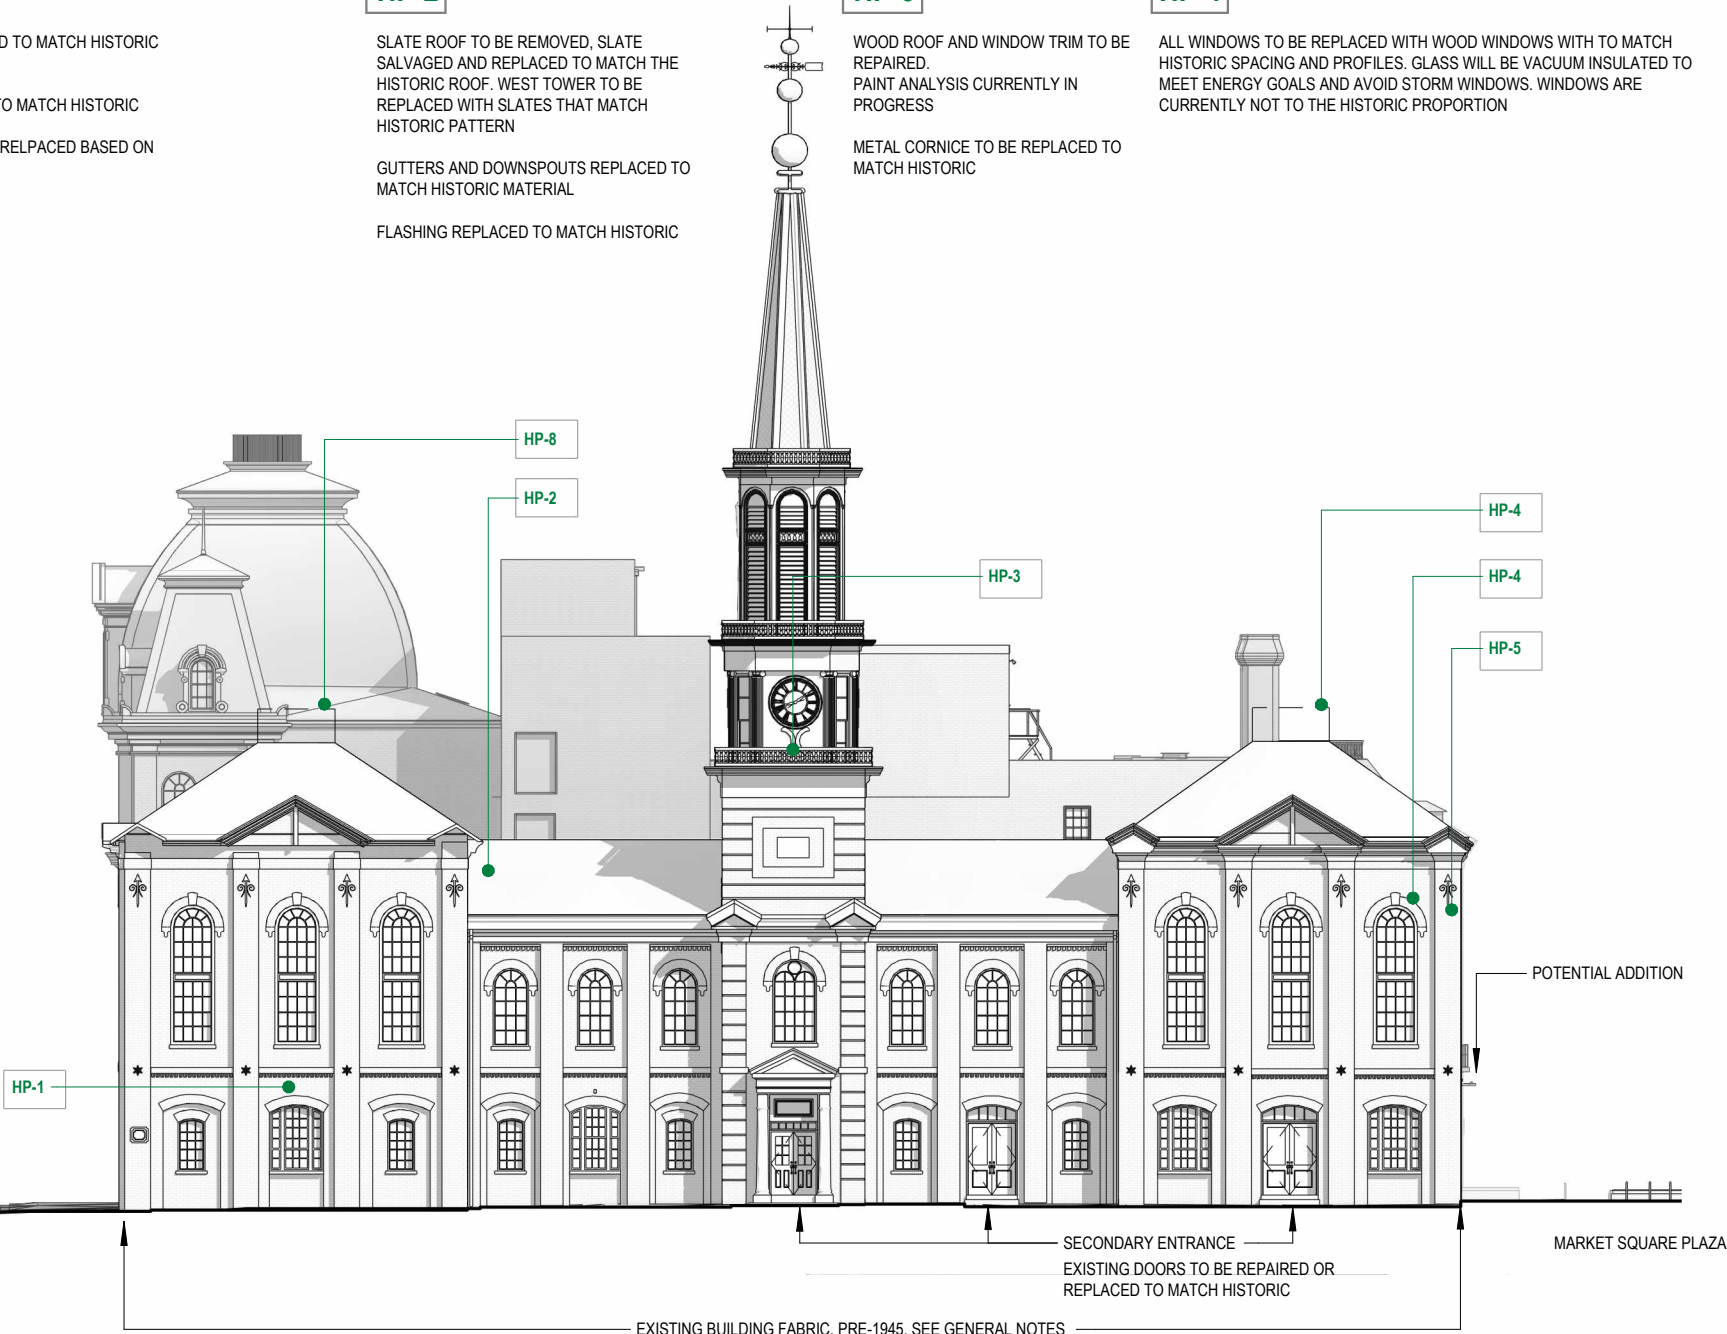 D TO MATCH HISTORIC
TO MATCH HISTORIC
RELPACED BASED ON
SLATE ROOF TO BE REMOVED, SLATE
SALVAGED AND REPLACED TO MATCH THE
HISTORIC ROOF. WEST TOWER TO BE
REPLACED WITH SLATES THAT MATCH
HISTORIC PATTERN
GUTTERS AND DOWNSPOUTS REPLACED TO
MATCH HISTORIC MATERIAL
FLASHING REPLACED TO MATCH HISTORIC
WOOD ROOF AND WINDOW TRIM TO BE
REPAIRED.
PAINT ANALYSIS CURRENTLY IN
PROGRESS
METAL CORNICE TO BE REPLACED TO
MATCH HISTORIC
ALL WINDOWS TO BE REPLACED WITH WOOD WINDOWS WITH TO MATCH
HISTORIC SPACING AND PROFILES. GLASS WILL BE VACUUM INSULATED TO
MEET ENERGY GOALS AND AVOID STORM WINDOWS. WINDOWS ARE
CURRENTLY NOT TO THE HISTORIC PROPORTION
HP-8
HP-2
HP-3
HP-4
HP-4
HP-5
POTENTIAL ADDITION
HP-1
SECONDARY ENTRANCE
EXISTING DOORS TO BE REPAIRED OR
REPLACED TO MATCH HISTORIC
MARKET SQUARE PLAZA
EXISTING BUILDING FABRIC, PRE-1945. SEE GENERAL NOTES